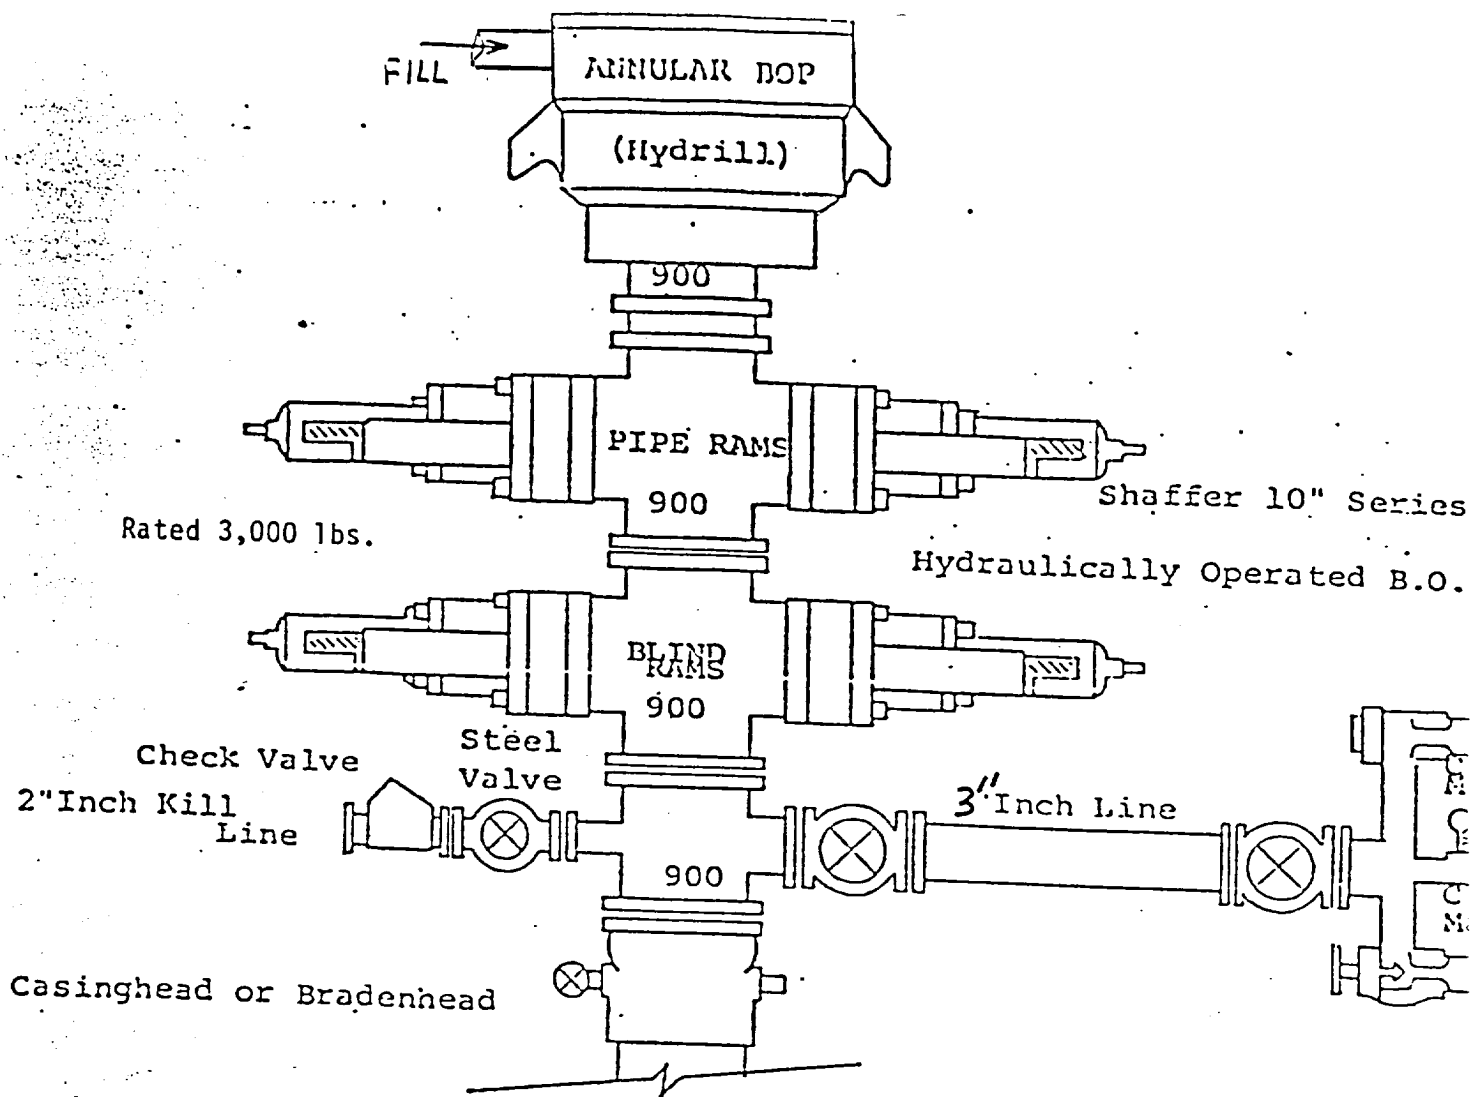 FILL
ANNULAR BOP
(Hydrill)
900
PIPE RAMS
900
Shaffer 10" Series
Rated 3,000 lbs.
Hydraulically Operated B.O.
BLIND
RAMS
900
Check Valve
Steel
Valve
2"Inch Kill
Line
3"Inch Line
900
Casinghead or Bradenhead